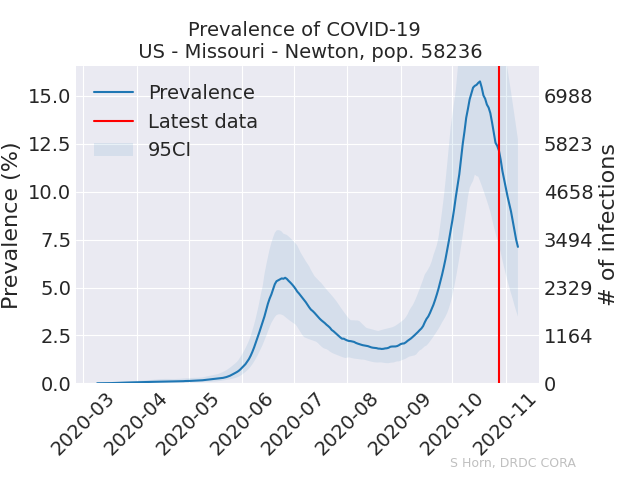 Prevalence of COVID-19
US - Missouri - Newton, pop. 58236
Prevalence (%)
15.0
12.5
10.0
7.5
5.0
2.5
0.0
Prevalence
Latest data
95CI
6988
5823
4658
3494
2329
1164
0
# of infections
2020-03
2020-04
2020-05
2020-06
2020-07
2020-08
2020-09
2020-10
2020-11
S Horn, DRDC CORA